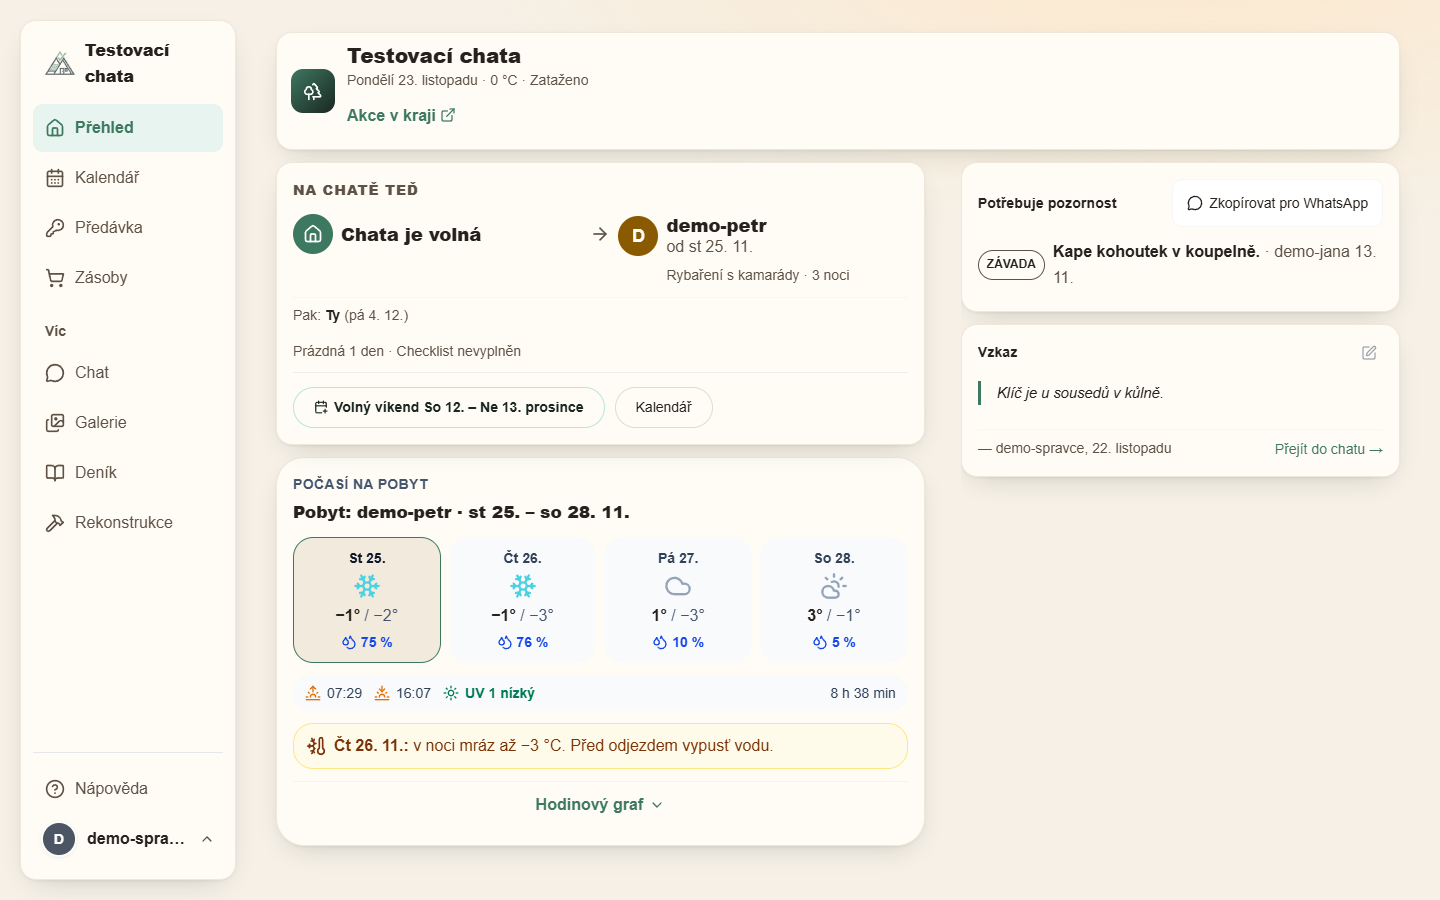 Testovací
chata
Přehled
Kalendář
Předávka
Zásoby
Víc
Chat
Galerie
Deník
Rekonstrukce
Nápověda
D demo-spra...
Testovací chata
Pondělí 23. listopadu · 0 °C · Zataženo
Akce v kraji
NA CHATĚ TEĎ
Chata je volná
D
demo-petr
od st 25. 11.
Rybaření s kamarády · 3 noci
Pak: Ty (pá 4. 12.)
Prázdná 1 den · Checklist nevyplněn
Volný víkend So 12. – Ne 13. prosince
Kalendář
POČASÍ NA POBYT
Pobyt: demo-petr · st 25. – so 28. 11.
St 25.
−1° / −2°
75 %
Čt 26.
−1° / −3°
76 %
Pá 27.
1° / −3°
10 %
So 28.
3° / −1°
5 %
07:29 16:07 UV 1 nízký 8 h 38 min
Čt 26. 11.: v noci mráz až −3 °C. Před odjezdem vypusť vodu.
Hodinový graf
Potřebuje pozornost
Zkopírovat pro WhatsApp
ZÁVADA
Kape kohoutek v koupelně. · demo-jana 13.
11.
Vzkaz
Klíč je u sousedů v kůlně.
— demo-spravce, 22. listopadu
Přejít do chatu →